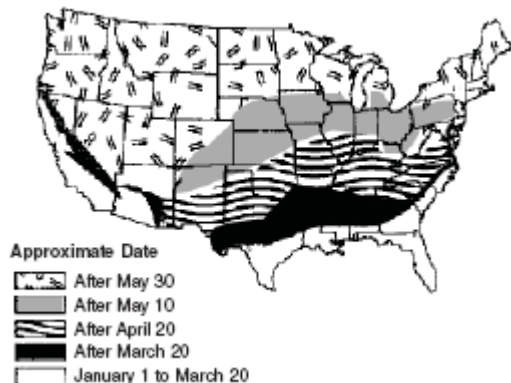 Approximate Date
After May 30
After May 10
After April 20
After March 20
January 1 to March 20